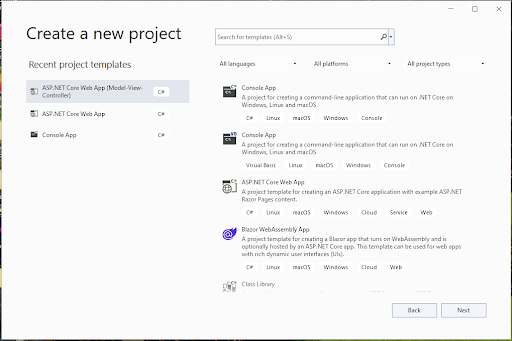 Create a new project
Search for templates (Alt+S)
Recent project templates
All languages
All platforms
All project types
ASP.NET Core Web App (Model-View-
Controller)
C#
ASP.NET Core Web App
C#
Console App
C#
Console App
A project for creating a command-line application that can run on .NET Core on
Windows, Linux and macOS
C# Linux macOS Windows Console
Console App
A project for creating a command-line application that can run on .NET Core on
Windows, Linux and macOS
Visual Basic Linux macOS Windows Console
ASP.NET Core Web App
A project template for creating an ASP.NET Core application with example ASP.NET
Razor Pages content.
C# Linux macOS Windows Cloud Service Web
Blazor WebAssembly App
A project template for creating a Blazor app that runs on WebAssembly and is
optionally hosted by an ASP.NET Core app. This template can be used for web apps
with rich dynamic user interfaces (UIs).
C# Linux macOS Windows Cloud Web
Class Library
Back
Next